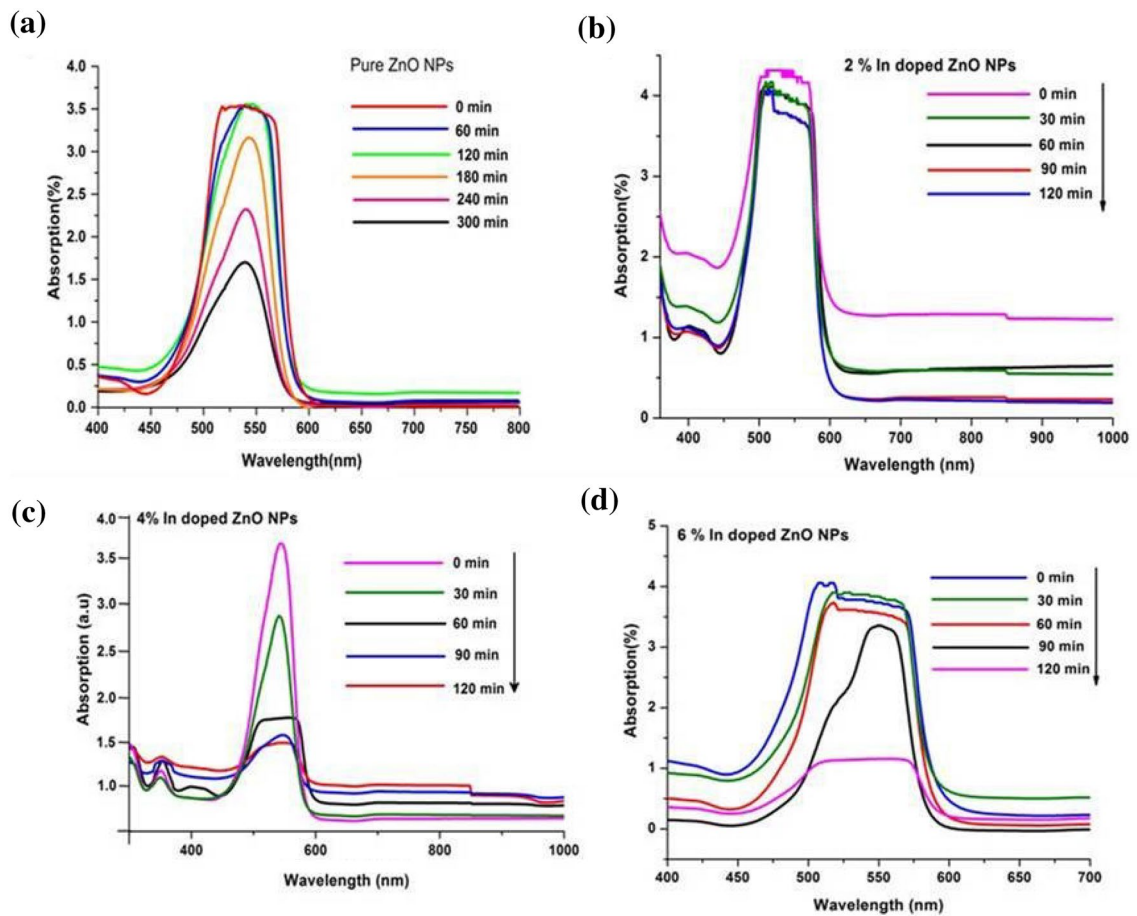 (a)
Pure ZnO NPs
0 min
60 min
120 min
180 min
240 min
300 min
Absorption(%)
4.0
3.5
3.0
2.5
2.0
1.5
1.0
0.5
0.0
400 450 500 550 600 650 700 750 800
Wavelength(nm)
(b)
2 % In doped ZnO NPs
0 min
30 min
60 min
90 min
120 min
Absorption(%)
4
3
2
1
0
400 500 600 700 800 900 1000
Wavelength (nm)
(c)
4% In doped ZnO NPs
0 min
30 min
60 min
90 min
120 min
Absorption (a.u)
4.0
3.5
3.0
2.5
2.0
1.5
1.0
400 600 800 1000
Wavelength (nm)
(d)
6 % In doped ZnO NPs
0 min
30 min
60 min
90 min
120 min
Absorption(%)
5
4
3
2
1
0
400 450 500 550 600 650 700
Wavelength (nm)